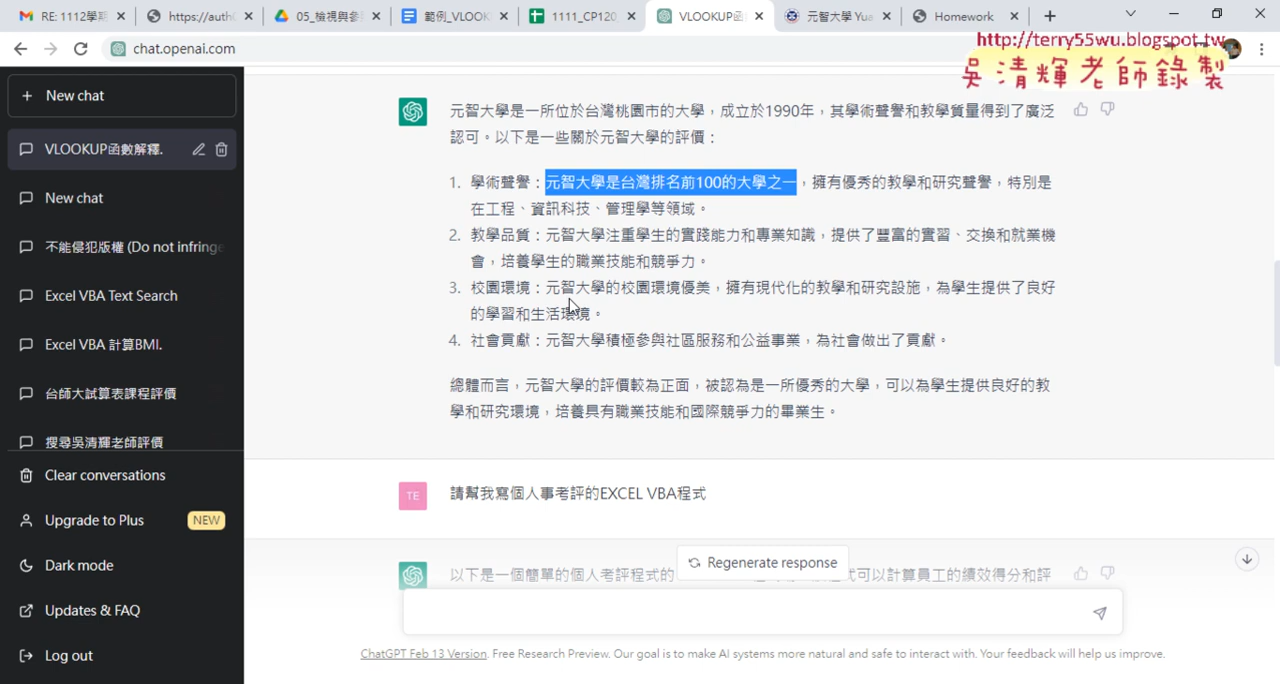 RE: 1112學期
https://auth
05_檢視與參
範例_VLOOK
1111_CP120
VLOOKUP函
元智大學 Yua
Homework
chat.openai.com
http://terry55wu.blogspot.tw
吳清輝老師錄製
New chat
VLOOKUP函數解釋.
New chat
不能侵犯版權 (Do not infringe
Excel VBA Text Search
Excel VBA 計算BMI.
台師大試算表課程評價
搜尋吳清輝老師評價
Clear conversations
Upgrade to Plus
NEW
Dark mode
Updates & FAQ
Log out
元智大學是一所位於台灣桃園市的大學，成立於1990年，其學術聲譽和教學質量得到了廣泛
認可。以下是一些關於元智大學的評價：
1. 學術聲譽：元智大學是台灣排名前100的大學之一，擁有優秀的教學和研究聲譽，特別是
在工程、資訊科技、管理學等領域。
2. 教學品質：元智大學注重學生的實踐能力和專業知識，提供了豐富的實習、交換和就業機
會，培養學生的職業技能和競爭力。
3. 校園環境：元智大學的校園環境優美，擁有現代化的教學和研究設施，為學生提供了良好
的學習和生活環境。
4. 社會貢獻：元智大學積極參與社區服務和公益事業，為社會做出了貢獻。
總體而言，元智大學的評價較為正面，被認為是一所優秀的大學，可以為學生提供良好的教
學和研究環境，培養具有職業技能和國際競爭力的畢業生。
TE
請幫我寫個人事考評的EXCEL VBA程式
以下是一個簡單的個人考評程式的
式可以計算員工的績效得分和評
Regenerate response
ChatGPT Feb 13 Version. Free Research Preview. Our goal is to make AI systems more natural and safe to interact with. Your feedback will help us improve.